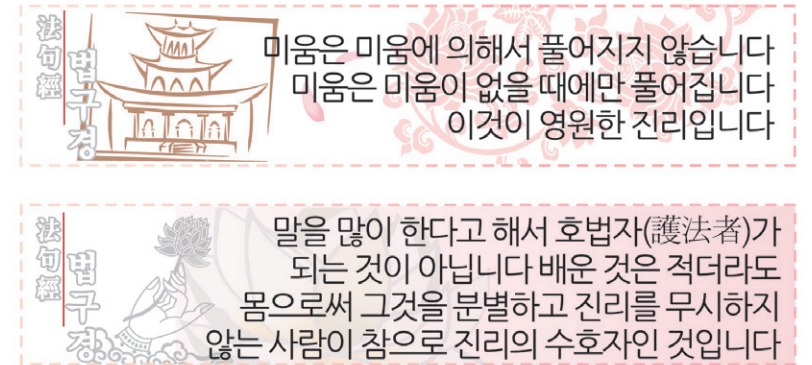 法句經
법구경
미움은 미움에 의해서 풀어지지 않습니다
미움은 미움이 없을 때에만 풀어집니다
이것이 영원한 진리입니다
法句經
법구경
말을 많이 한다고 해서 호법자(護法者)가
되는 것이 아닙니다 배운 것은 적더라도
몸으로써 그것을 분별하고 진리를 무시하지
않는 사람이 참으로 진리의 수호자인 것입니다